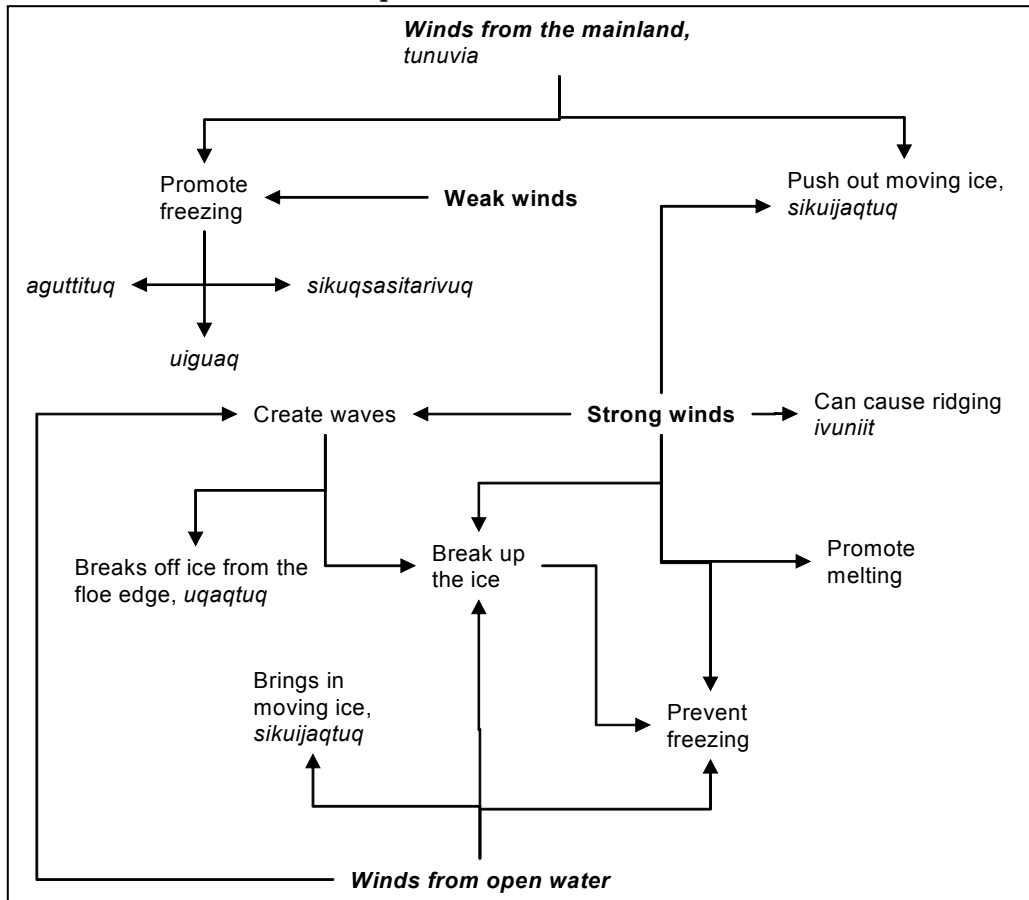 Winds from the mainland,
tunuvia
Promote
freezing
Weak winds
Push out moving ice,
sikuijaqtuq
aguttituq
sikuqsasitarivuq
uiguaq
Create waves
Strong winds
Can cause ridging
ivuniit
Breaks off ice from the
floe edge, uqaqtuq
Break up
the ice
Promote
melting
Brings in
moving ice,
sikuijaqtuq
Prevent
freezing
Winds from open water